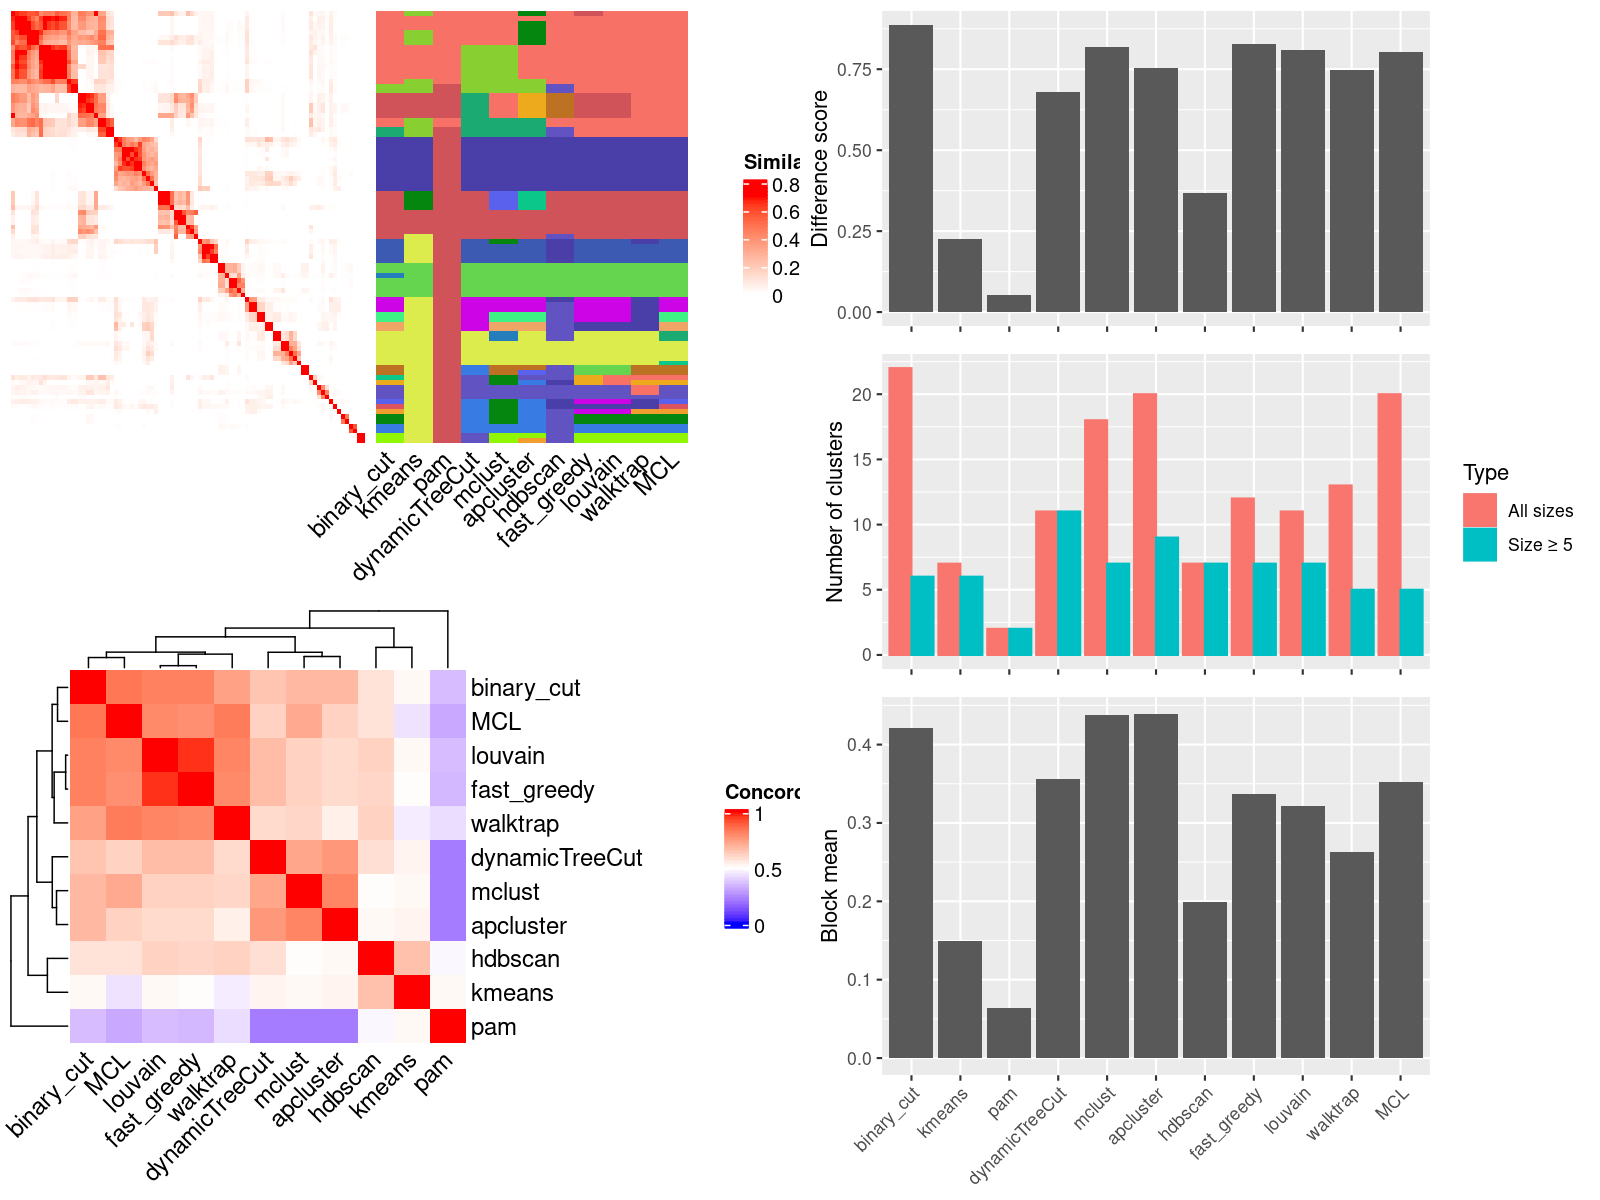 Simila
0.8
0.6
0.4
0.2
0
binary_cut
kmeans
pam
dynamicTreeCut
mclust
apcluster
hdbscan
fast_greedy
louvain
walktrap
MCL
Difference score
0.75
0.50
0.25
0.00
Number of clusters
20
15
10
5
0
Type
All sizes
Size ≥ 5
binary_cut
MCL
louvain
fast_greedy
walktrap
dynamicTreeCut
mclust
apcluster
hdbscan
kmeans
pam
binary_cut
MCL
louvain
fast_greedy
walktrap
dynamicTreeCut
mclust
apcluster
hdbscan
kmeans
pam
Concord
1
0.5
0
Block mean
0.4
0.3
0.2
0.1
0.0
binary_cut
kmeans
pam
dynamicTreeCut
mclust
apcluster
hdbscan
fast_greedy
louvain
walktrap
MCL